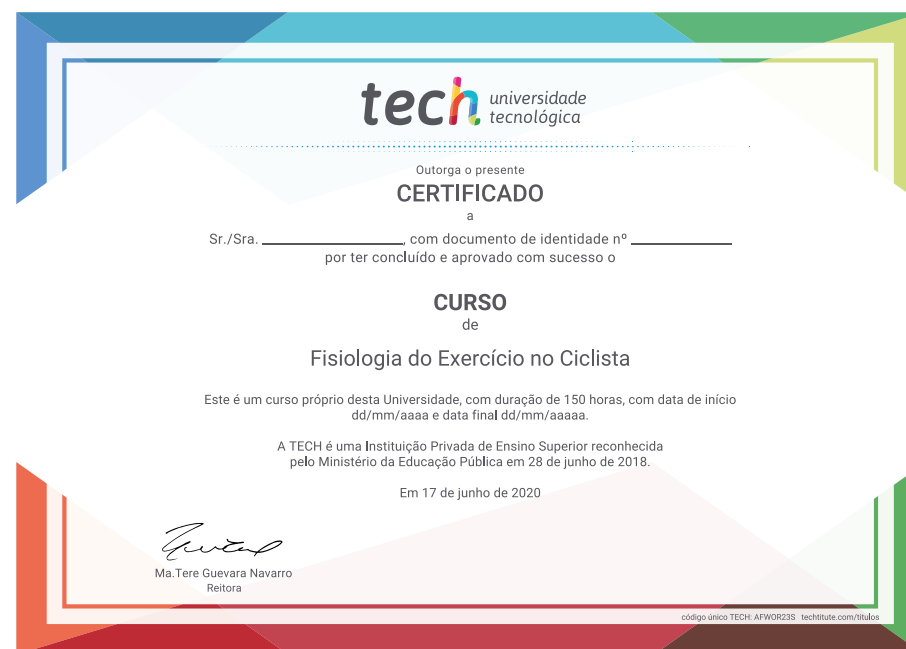 tech universidade
tecnológica
Outorga o presente
CERTIFICADO
a
Sr./Sra. ________________, com documento de identidade nº ____________
por ter concluído e aprovado com sucesso o
CURSO
de
Fisiologia do Exercício no Ciclista
Este é um curso próprio desta Universidade, com duração de 150 horas, com data de início
dd/mm/aaaa e data final dd/mm/aaaaa.
A TECH é uma Instituição Privada de Ensino Superior reconhecida
pelo Ministério da Educação Pública em 28 de junho de 2018.
Em 17 de junho de 2020
Ma.Tere Guevara Navarro
Reitora
código único TECH: AFWOR23S techtitute.com/titulos